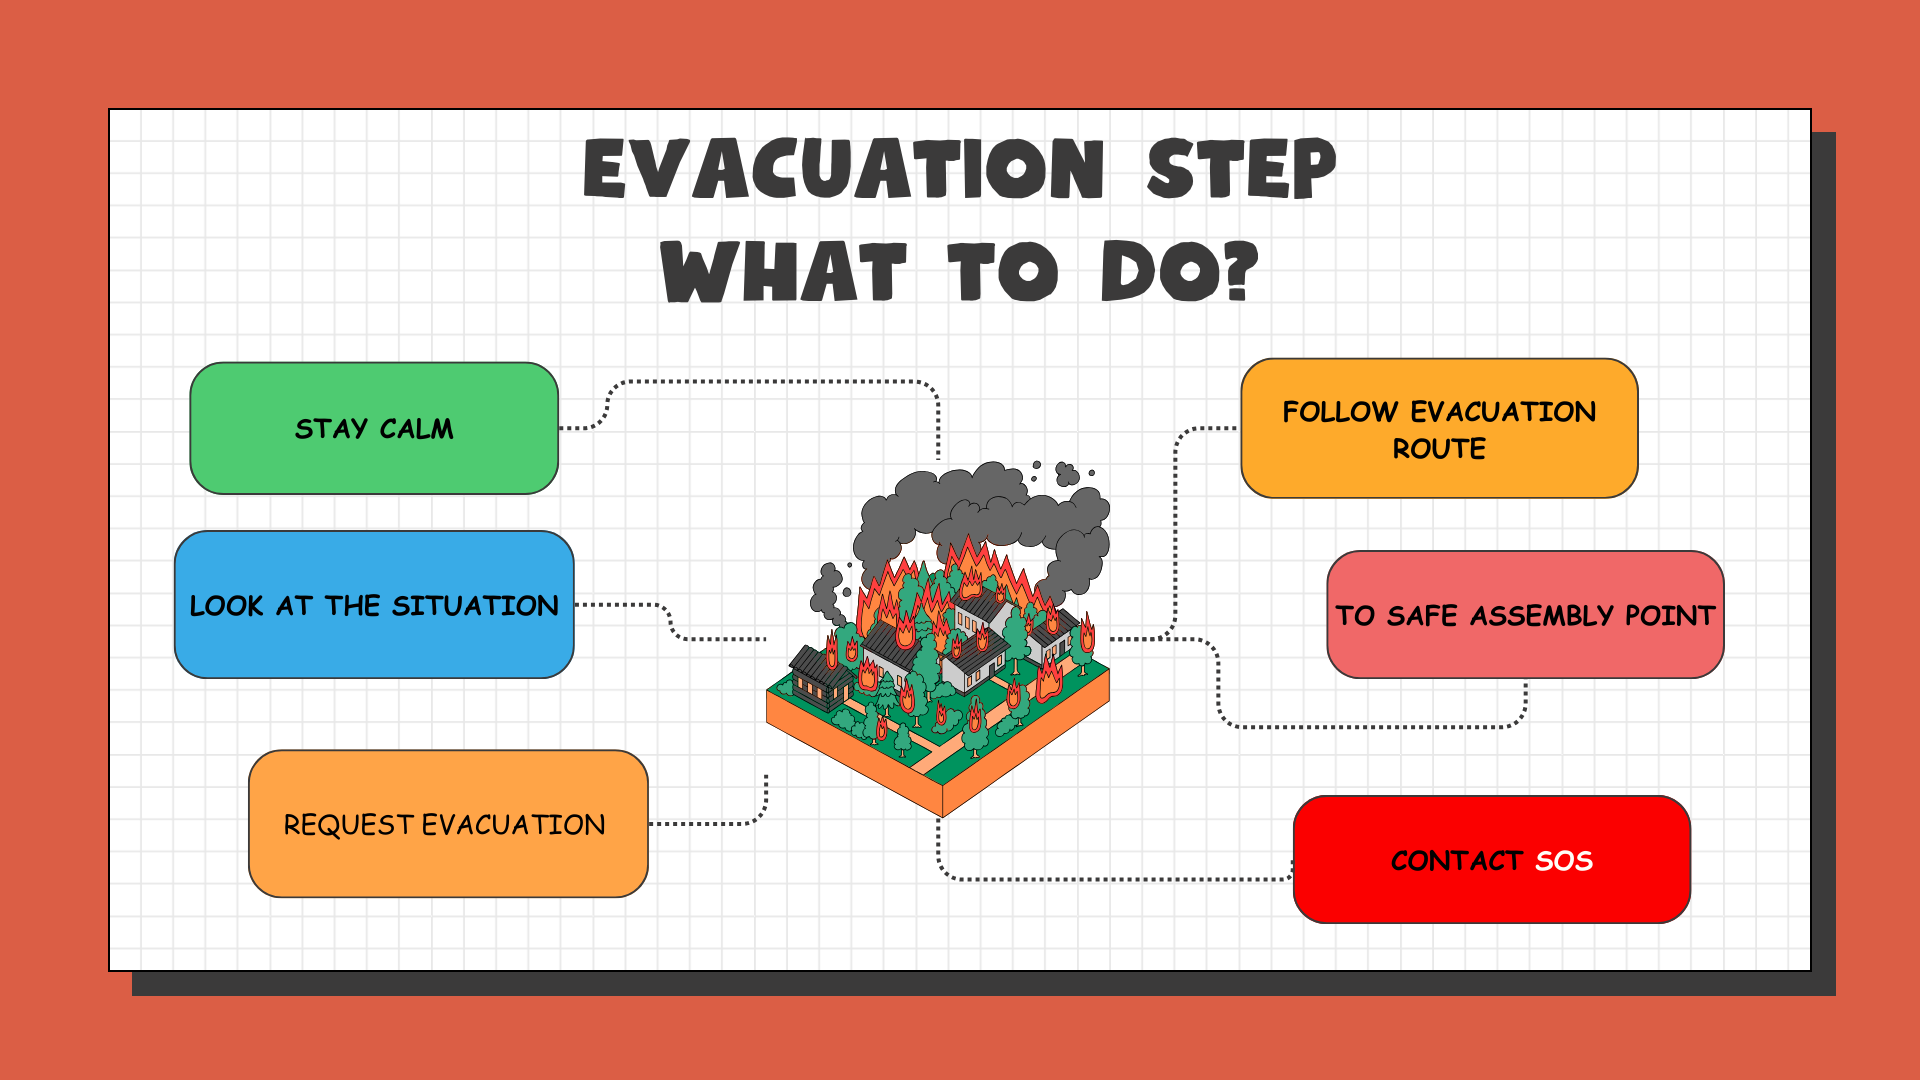 EVACUATION STEP
WHAT TO DO?
STAY CALM
LOOK AT THE SITUATION
REQUEST EVACUATION
FOLLOW EVACUATION
ROUTE
TO SAFE ASSEMBLY POINT
CONTACT SOS